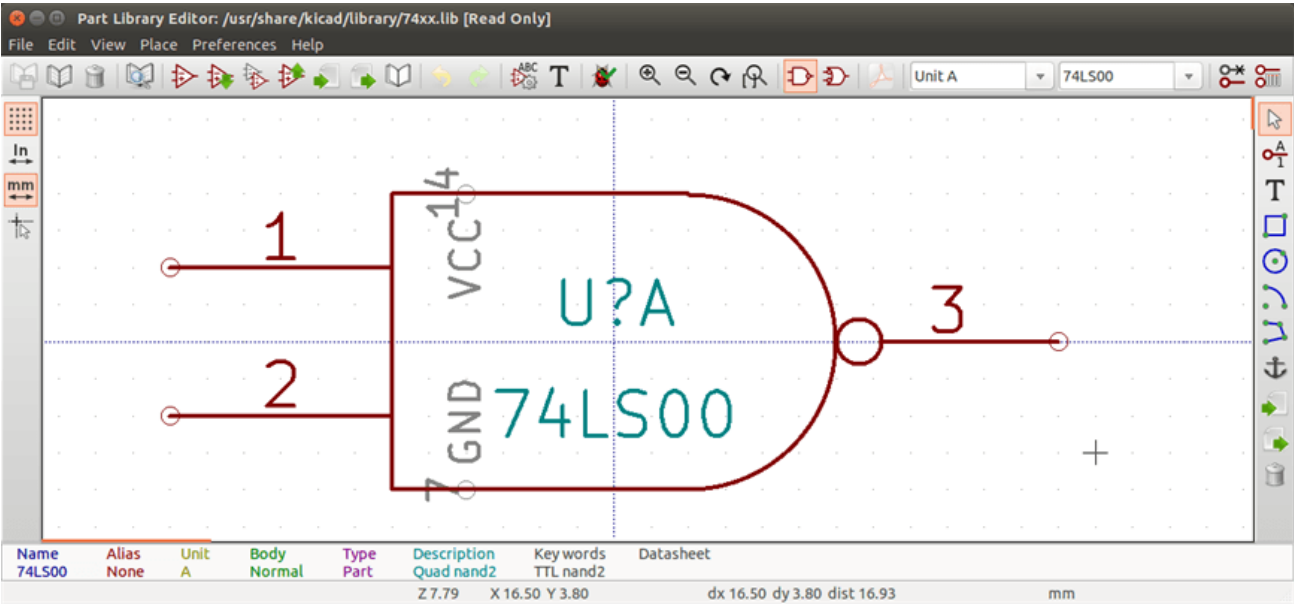 Part Library Editor: /usr/share/kicad/library/74xx.lib [Read Only]
File Edit View Place Preferences Help
ABC T Unit A 74LS00
In
mm
A
1
T
14
VCC
1
U?A
3
2
GND
74LS00
7
Name Alias Unit Body Type Description Key words Datasheet
74LS00 None A Normal Part Quad nand2 TTL nand2
Z 7.79 X 16.50 Y 3.80 dx 16.50 dy 3.80 dist 16.93 mm